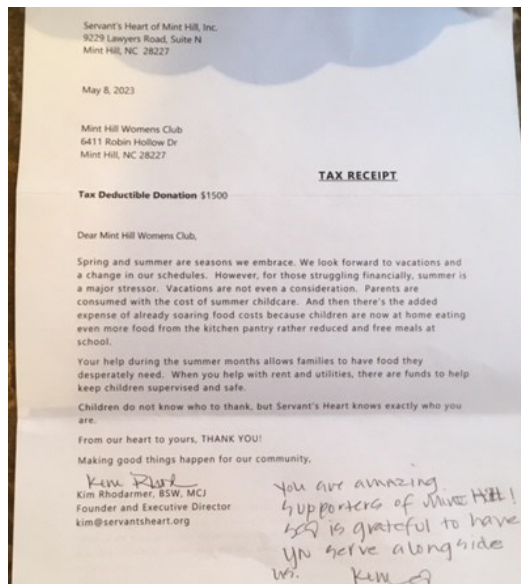 Servant's Heart of Mint Hill, Inc.
9229 Lawyers Road, Suite N
Mint Hill, NC 28227
May 8, 2023
Mint Hill Womens Club
6411 Robin Hollow Dr
Mint Hill, NC 28227
TAX RECEIPT
Tax Deductible Donation $1500
Dear Mint Hill Womens Club,
Spring and summer are seasons we embrace. We look forward to vacations and
a change in our schedules. However, for those struggling financially, summer is
a major stressor. Vacations are not even a consideration. Parents are
consumed with the cost of summer childcare. And then there's the added
expense of already soaring food costs because children are now at home eating
even more food from the kitchen pantry rather reduced and free meals at
school.
Your help during the summer months allows families to have food they
desperately need. When you help with rent and utilities, there are funds to help
keep children supervised and safe.
Children do not know who to thank, but Servant's Heart knows exactly who you
are.
From our heart to yours, THANK YOU!
Making good things happen for our community,
Kim Rhodarmer, BSW, MCJ
Founder and Executive Director
kim@servantsheart.org
You are amazing
supporters of Mint Hill!
is grateful to have
you serve alongside
us. Kim